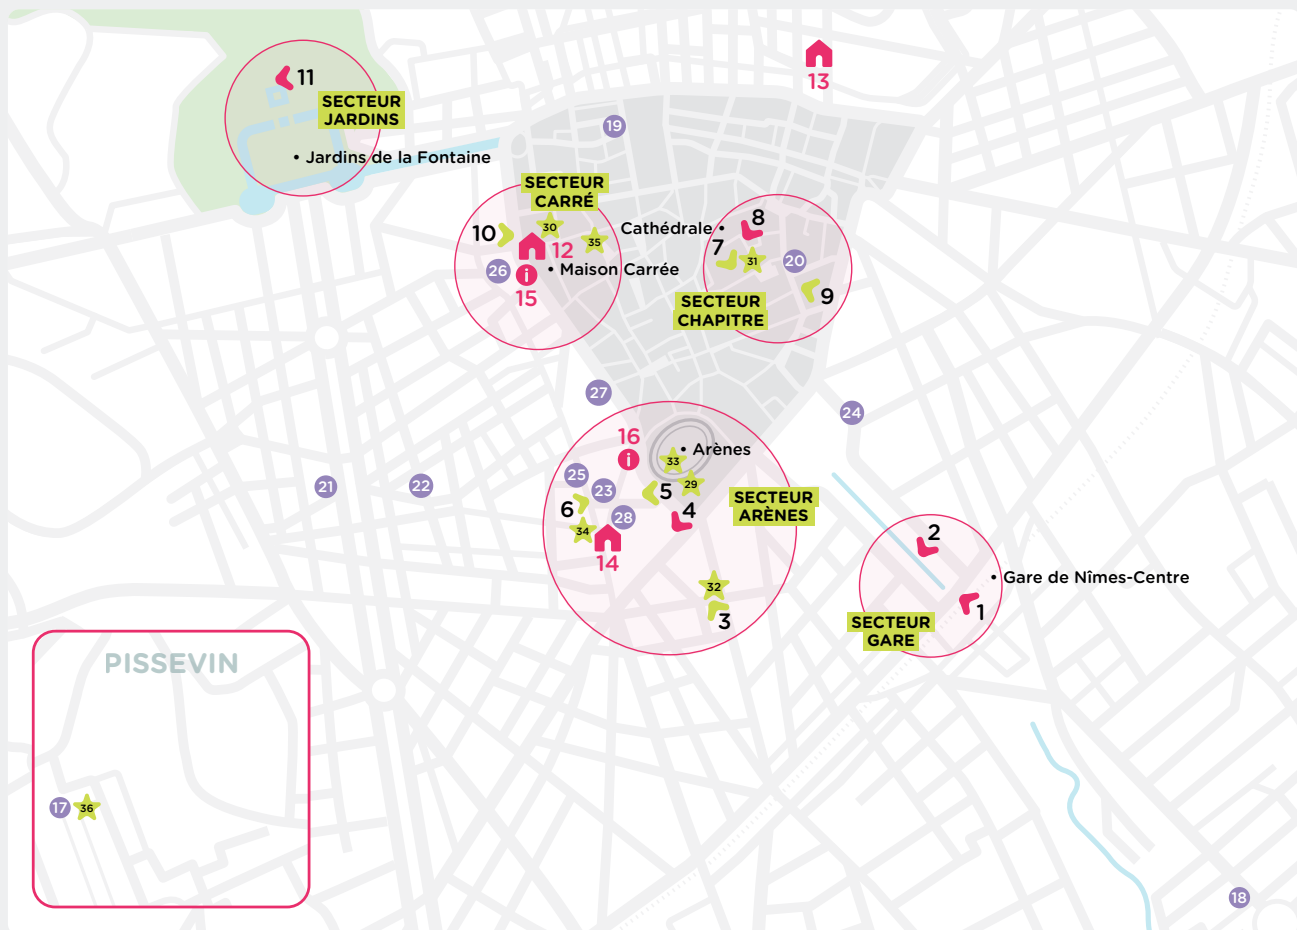 11
SECTEUR
JARDINS
• Jardins de la Fontaine
13
19
SECTEUR
CARRÉ
10
30
35
12
26
• Maison Carrée
15
Cathédrale •
8
7
31
20
9
SECTEUR
CHAPITRE
27
24
16
• Arènes
33
25
23
5
29
6
28
4
34
14
SECTEUR
ARÈNES
21
22
32
3
2
• Gare de Nîmes-Centre
1
SECTEUR
GARE
PISSEVIN
17
36
18